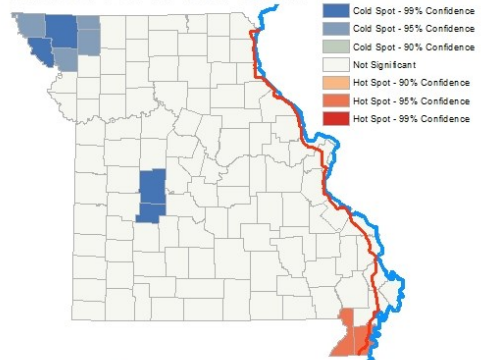 Cold Spot - 99% Confidence
Cold Spot - 95% Confidence
Cold Spot - 90% Confidence
Not Significant
Hot Spot - 90% Confidence
Hot Spot - 95% Confidence
Hot Spot - 99% Confidence